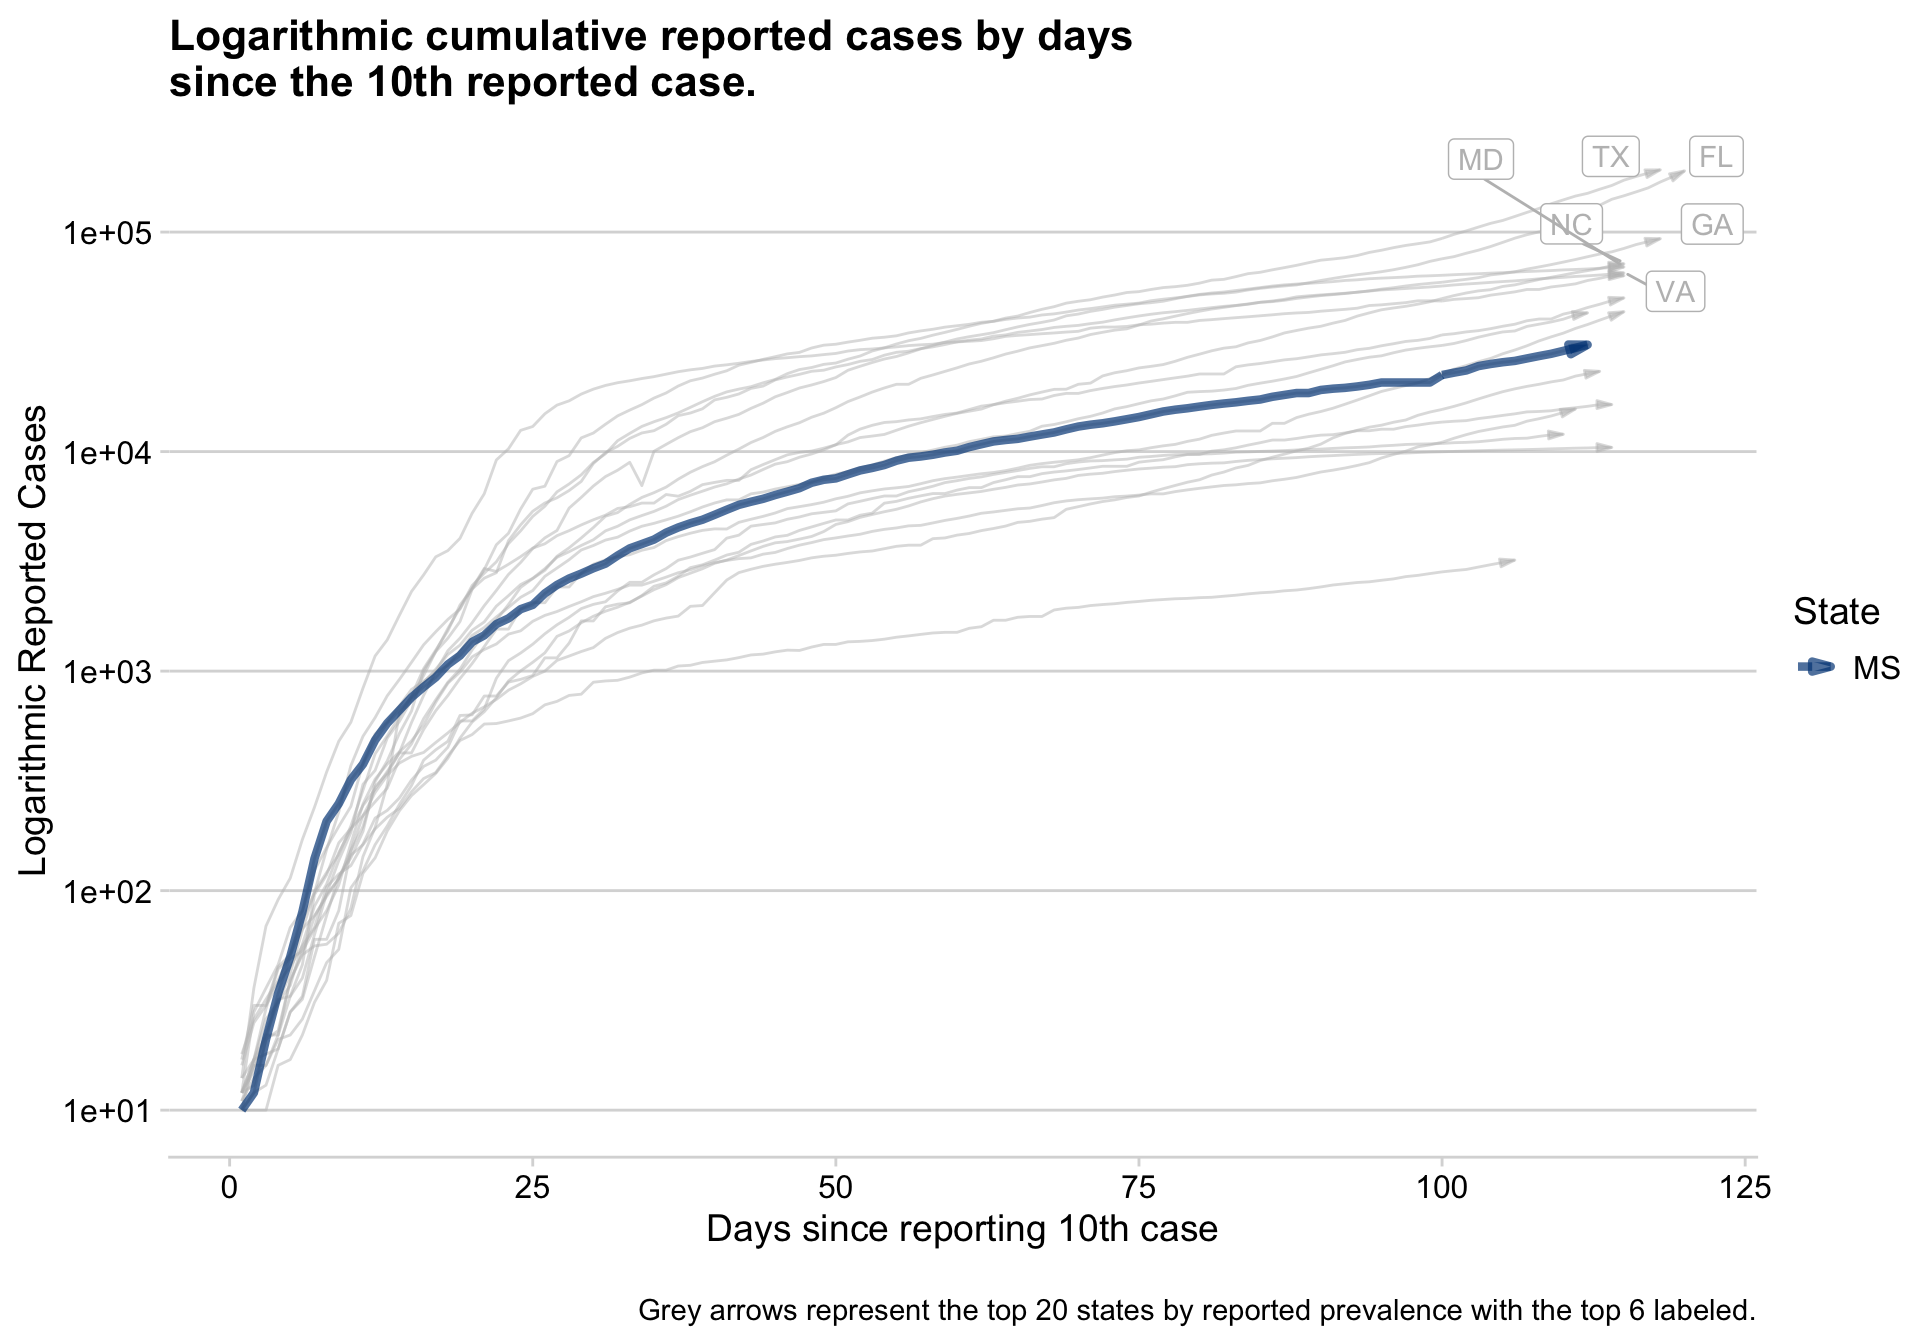 Logarithmic cumulative reported cases by days
since the 10th reported case.
MD
TX
FL
NC
GA
VA
1e+05
1e+04
1e+03
1e+02
1e+01
Logarithmic Reported Cases
State
MS
0
25
50
75
100
125
Days since reporting 10th case
Grey arrows represent the top 20 states by reported prevalence with the top 6 labeled.